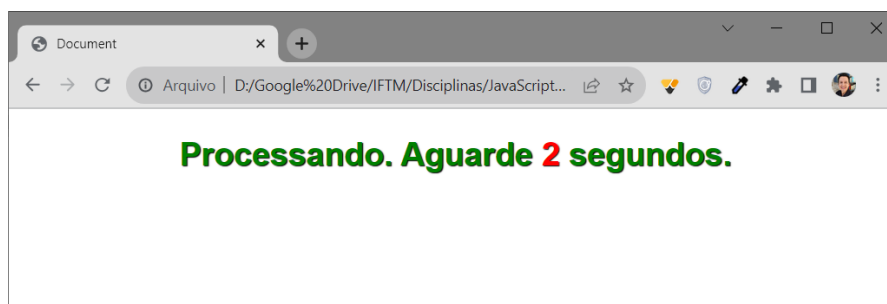 Document
Arquivo | D:/Google%20Drive/IFTM/Disciplinas/JavaScript...
Processando. Aguarde 2 segundos.